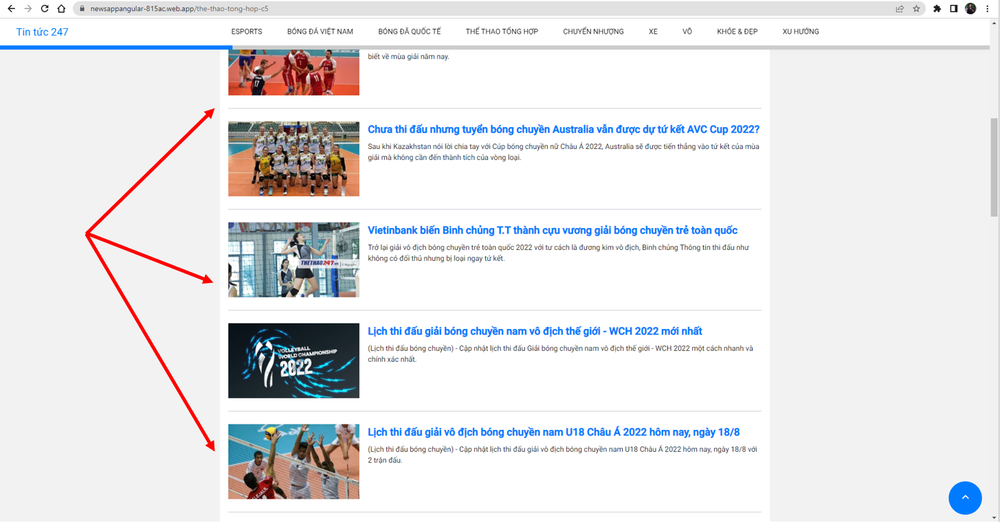 newsappangular-815ac.web.app/the-thao-tong-hop-c5
Tin tức 247
ESPORTS BÓNG ĐÁ VIỆT NAM BÓNG ĐÃ QUỐC TẾ THỂ THAO TỔNG HỢP CHUYỂN NHƯỢNG XE VÕ KHỎE & ĐẸP XU HƯỚNG
biết về mùa giải năm nay.
1
11
17
Chưa thi đấu nhưng tuyển bóng chuyền Australia vẫn được dự tứ kết AVC Cup 2022?
Sau khi Kazakhstan nói lời chia tay với Cúp bóng chuyền nữ Châu Á 2022, Australia sẽ được tiến thẳng vào tứ kết của mùa
giải mà không cần đến thành tích của vòng loại.
Vietinbank biến Binh chủng T.T thành cựu vương giải bóng chuyền trẻ toàn quốc
Trở lại giải vô địch bóng chuyền trẻ toàn quốc 2022 với tư cách là đương kim vô địch, Binh chủng Thông tin thi đấu như
không có đối thủ nhưng bị loại ngay tứ kết.
THETHAO247.vn
Lịch thi đấu giải bóng chuyền nam vô địch thế giới - WCH 2022 mới nhất
(Lịch thi đấu bóng chuyền) - Cập nhật lịch thi đấu Giải bóng chuyền nam vô địch thế giới - WCH 2022 một cách nhanh và
chính xác nhất.
VOLLEYBALL
WORLD CHAMPIONSHIP
2022
Lịch thi đấu giải vô địch bóng chuyền nam U18 Châu Á 2022 hôm nay, ngày 18/8
(Lịch thi đấu bóng chuyền) - Cập nhật lịch thi đấu giải vô địch bóng chuyền nam U18 Châu Á 2022 hôm nay, ngày 18/8 với
2 trận đấu.